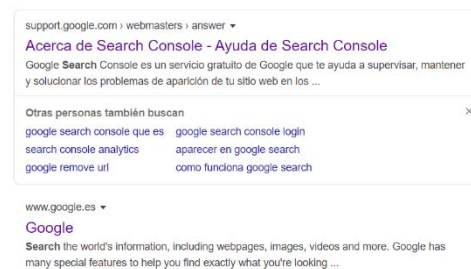 support.google.com › webmasters › answer
Acerca de Search Console - Ayuda de Search Console
Google Search Console es un servicio gratuito de Google que te ayuda a supervisar, mantener
y solucionar los problemas de aparición de tu sitio web en los ...
Otras personas también buscan
google search console que es google search console login
search console analytics aparecer en google search
google remove url como funciona google search
www.google.es
Google
Search the world's information, including webpages, images, videos and more. Google has
many special features to help you find exactly what you're looking ...